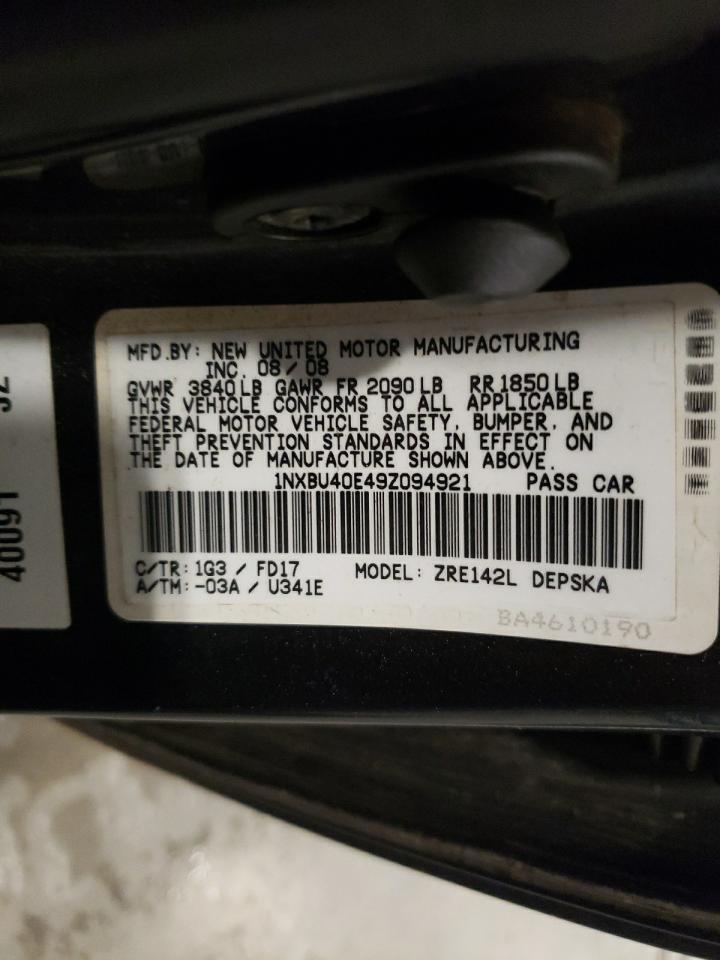 MFD.BY: NEW UNITED MOTOR MANUFACTURING
INC. 08/08
GVWR 3840LB GAWR FR 2090LB RR 1850LB
THIS VEHICLE CONFORMS TO ALL APPLICABLE
FEDERAL MOTOR VEHICLE SAFETY, BUMPER, AND
THEFT PREVENTION STANDARDS IN EFFECT ON
THE DATE OF MANUFACTURE SHOWN ABOVE.
1NXBU40E49Z094921 PASS CAR
C/TR: 1G3 / FD17 MODEL: ZRE142L DEPSKA
A/TM: -03A / U341E
BA4610190
40091